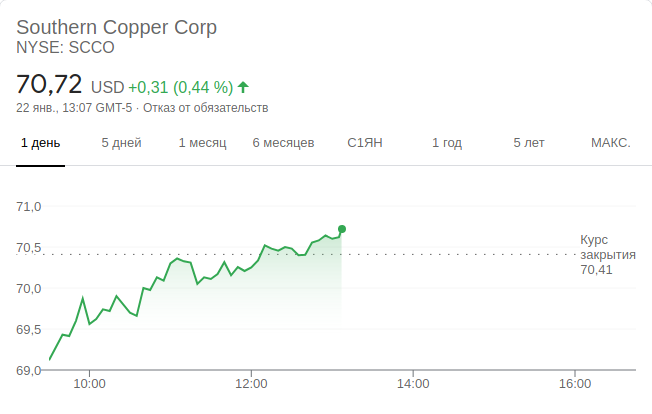 Southern Copper Corp
NYSE: SCCO
70,72 USD +0,31 (0,44 %)
22 янв., 13:07 GMT-5 · Отказ от обязательств
1 день 5 дней 1 месяц 6 месяцев С1ЯН 1 год 5 лет МАКС.
71,0
70,5
70,0
69,5
69,0
Курс
закрытия
70,41
10:00 12:00 14:00 16:00